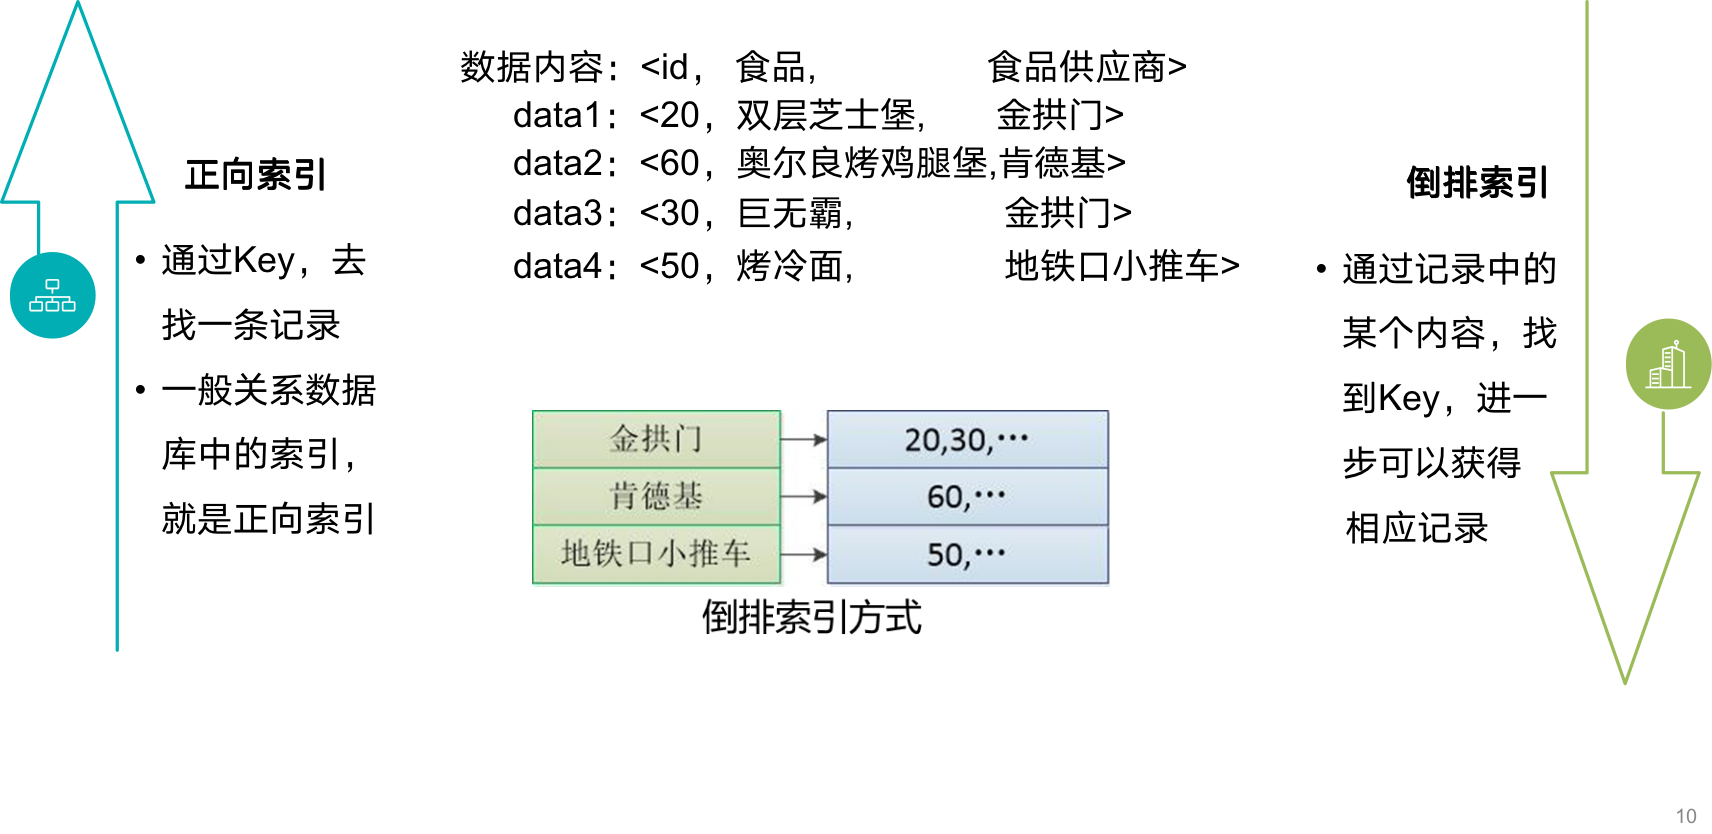 正向索引
• 通过Key，去
找一条记录
• 一般关系数据
库中的索引，
就是正向索引
数据内容：<id， 食品, 食品供应商>
data1：<20，双层芝士堡, 金拱门>
data2：<60，奥尔良烤鸡腿堡,肯德基>
data3：<30，巨无霸, 金拱门>
data4：<50，烤冷面, 地铁口小推车>
金拱门 20,30,…
肯德基 60,…
地铁口小推车 50,…
倒排索引方式
倒排索引
• 通过记录中的
某个内容，找
到Key，进一
步可以获得
相应记录
10